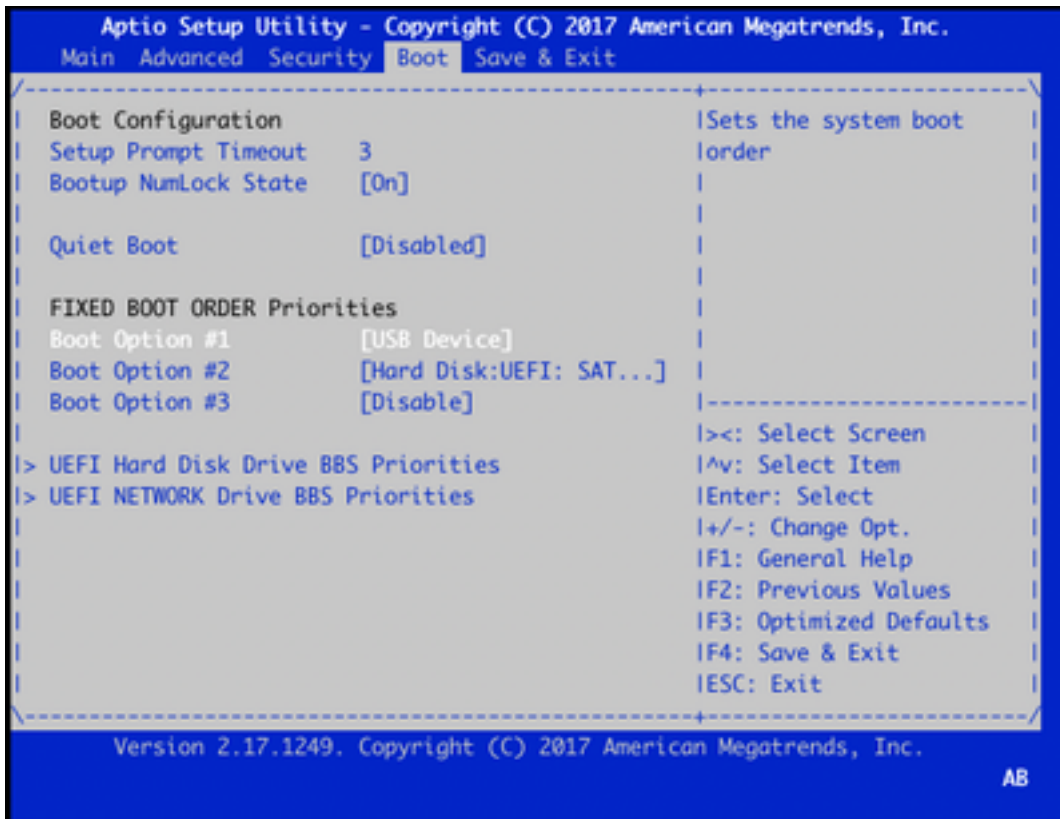 Aptio Setup Utility - Copyright (C) 2017 American Megatrends, Inc.
Main Advanced Security Boot Save & Exit
Boot Configuration
Setup Prompt Timeout 3
Bootup NumLock State [On]
Quiet Boot [Disabled]
FIXED BOOT ORDER Priorities
Boot Option #1 [USB Device]
Boot Option #2 [Hard Disk:UEFI: SAT...]
Boot Option #3 [Disable]
> UEFI Hard Disk Drive BBS Priorities
> UEFI NETWORK Drive BBS Priorities
Sets the system boot
order
><: Select Screen
^v: Select Item
Enter: Select
+/-: Change Opt.
F1: General Help
F2: Previous Values
F3: Optimized Defaults
F4: Save & Exit
ESC: Exit
Version 2.17.1249. Copyright (C) 2017 American Megatrends, Inc.
AB